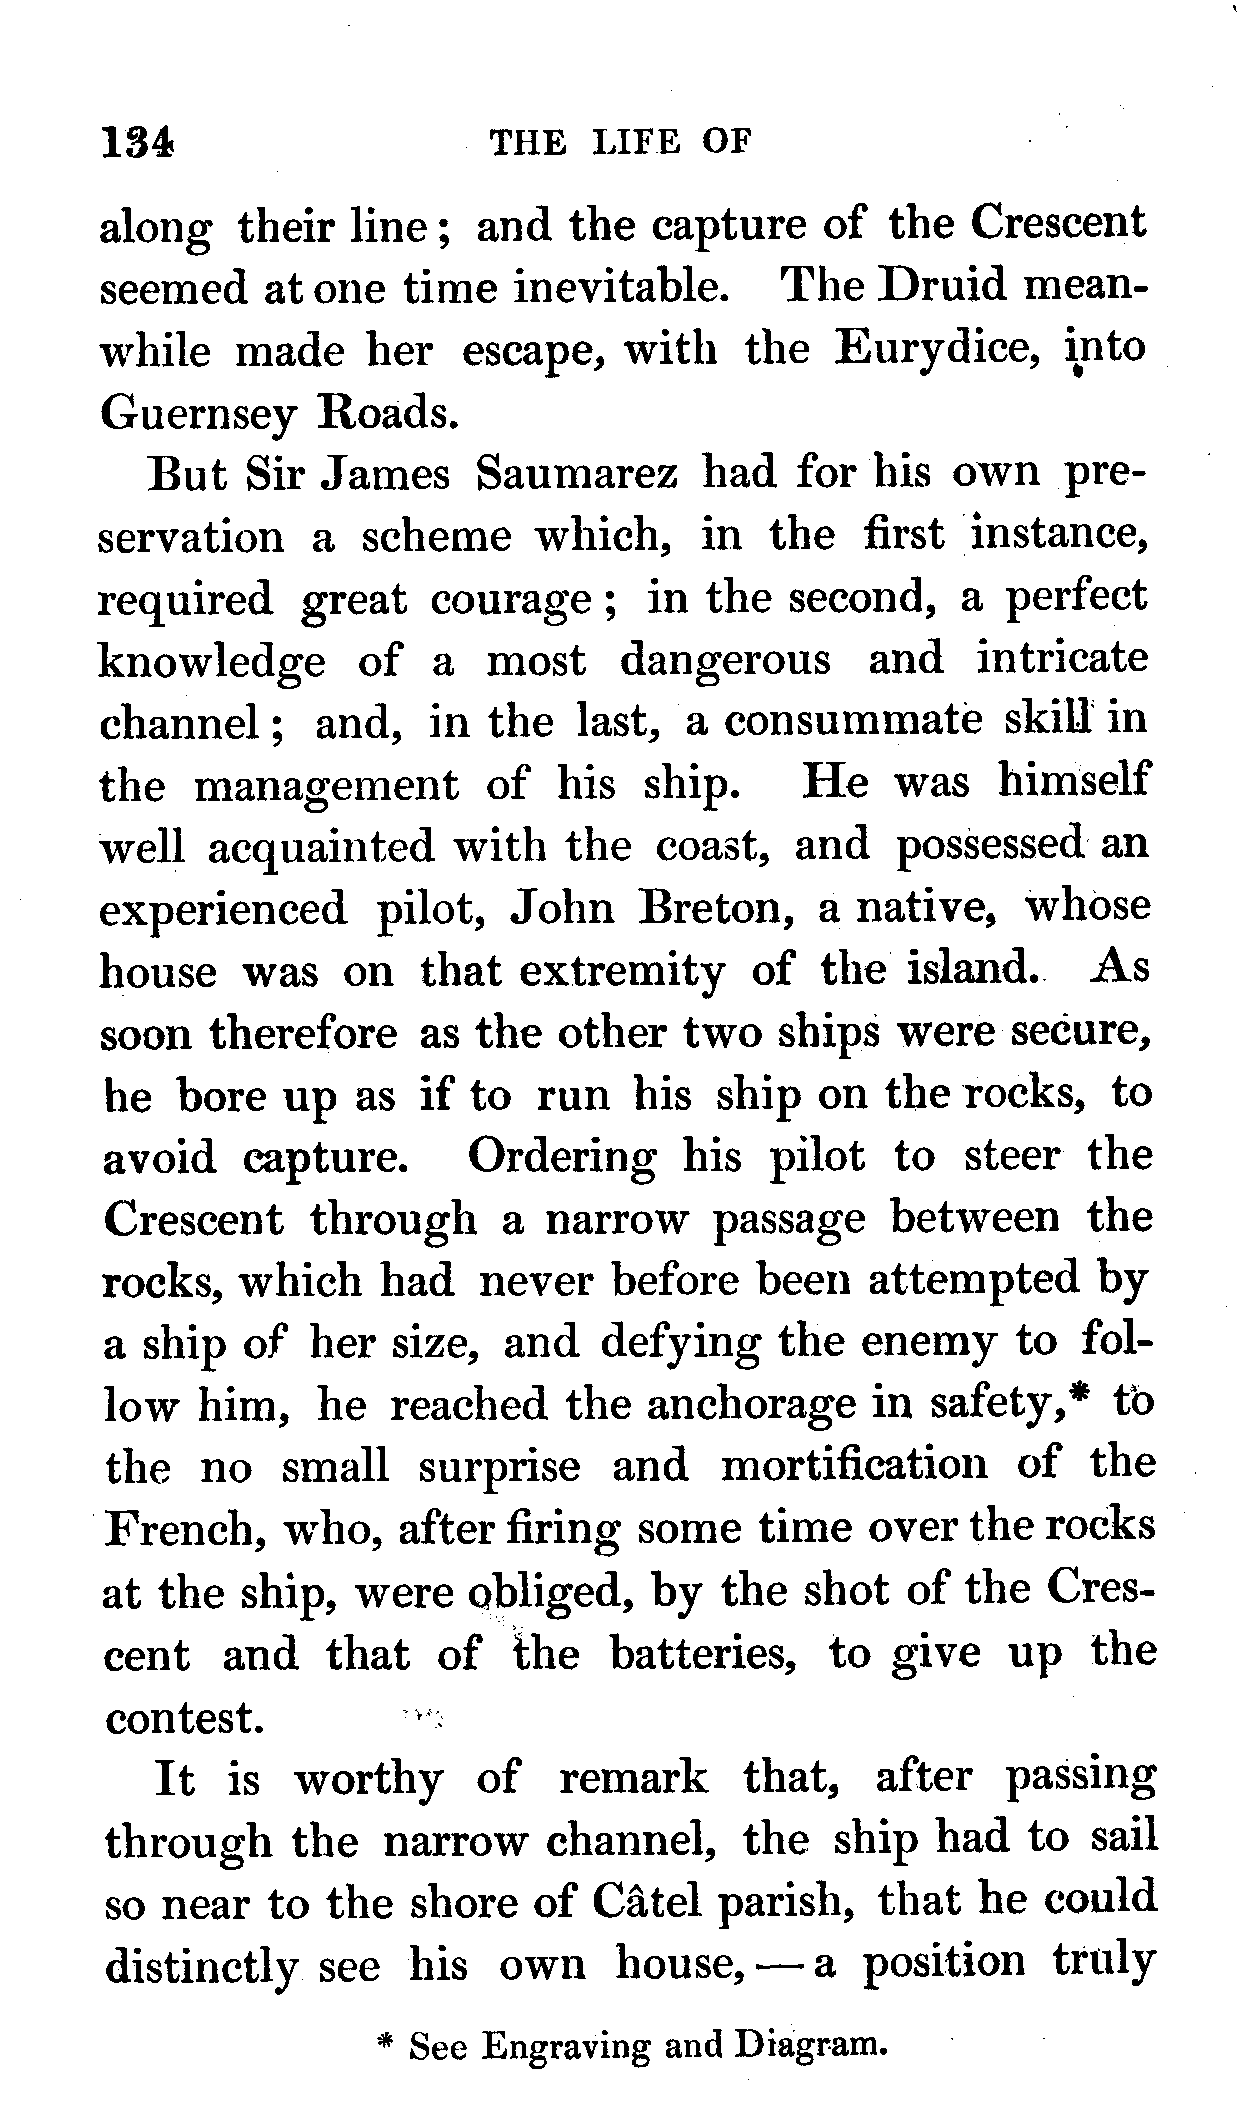 134 THE LIFE OF
along their line; and the capture of the Crescent
seemed at one time inevitable. The Druid mean-
while made her escape, with the Eurydice, into
Guernsey Roads.
But Sir James Saumarez had for his own pre-
servation a scheme which, in the first instance,
required great courage; in the second, a perfect
knowledge of a most dangerous and intricate
channel; and, in the last, a consummate skill in
the management of his ship. He was himself
well acquainted with the coast, and possessed an
experienced pilot, John Breton, a native, whose
house was on that extremity of the island. As
soon therefore as the other two ships were secure,
he bore up as if to run his ship on the rocks, to
avoid capture. Ordering his pilot to steer the
Crescent through a narrow passage between the
rocks, which had never before been attempted by
a ship of her size, and defying the enemy to fol-
low him, he reached the anchorage in safety,* to
the no small surprise and mortification of the
French, who, after firing some time over the rocks
at the ship, were obliged, by the shot of the Cres-
cent and that of the batteries, to give up the
contest.
It is worthy of remark that, after passing
through the narrow channel, the ship had to sail
so near to the shore of Câtel parish, that he could
distinctly see his own house, — a position truly
* See Engraving and Diagram.